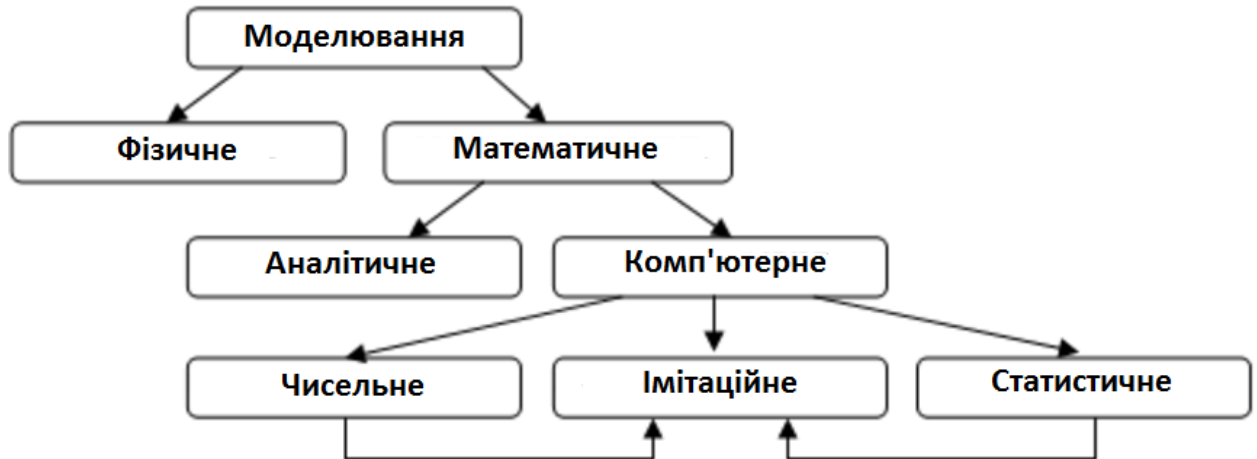 Моделювання
Фізичне
Математичне
Аналітичне
Комп'ютерне
Чисельне
Імітаційне
Статистичне